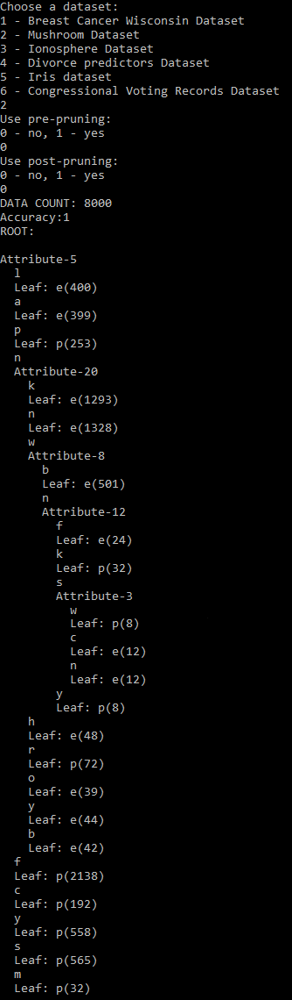 Choose a dataset:
1 - Breast Cancer Wisconsin Dataset
2 - Mushroom Dataset
3 - Ionosphere Dataset
4 - Divorce predictors Dataset
5 - Iris dataset
6 - Congressional Voting Records Dataset
2
Use pre-pruning:
0 - no, 1 - yes
0
Use post-pruning:
0 - no, 1 - yes
0
DATA COUNT: 8000
Accuracy:1
ROOT:

Attribute-5
  l
  Leaf: e(400)
  a
  Leaf: e(399)
  p
  Leaf: p(253)
  n
  Attribute-20
    k
    Leaf: e(1293)
    n
    Leaf: e(1328)
    w
    Attribute-8
      b
      Leaf: e(501)
      n
      Attribute-12
        f
        Leaf: e(24)
        k
        Leaf: p(32)
        s
        Attribute-3
          w
          Leaf: p(8)
          c
          Leaf: e(12)
          n
          Leaf: e(12)
        y
        Leaf: p(8)
    h
    Leaf: e(48)
    r
    Leaf: p(72)
    o
    Leaf: e(39)
    y
    Leaf: e(44)
    b
    Leaf: e(42)
  f
  Leaf: p(2138)
  c
  Leaf: p(192)
  y
  Leaf: p(558)
  s
  Leaf: p(565)
  m
  Leaf: p(32)